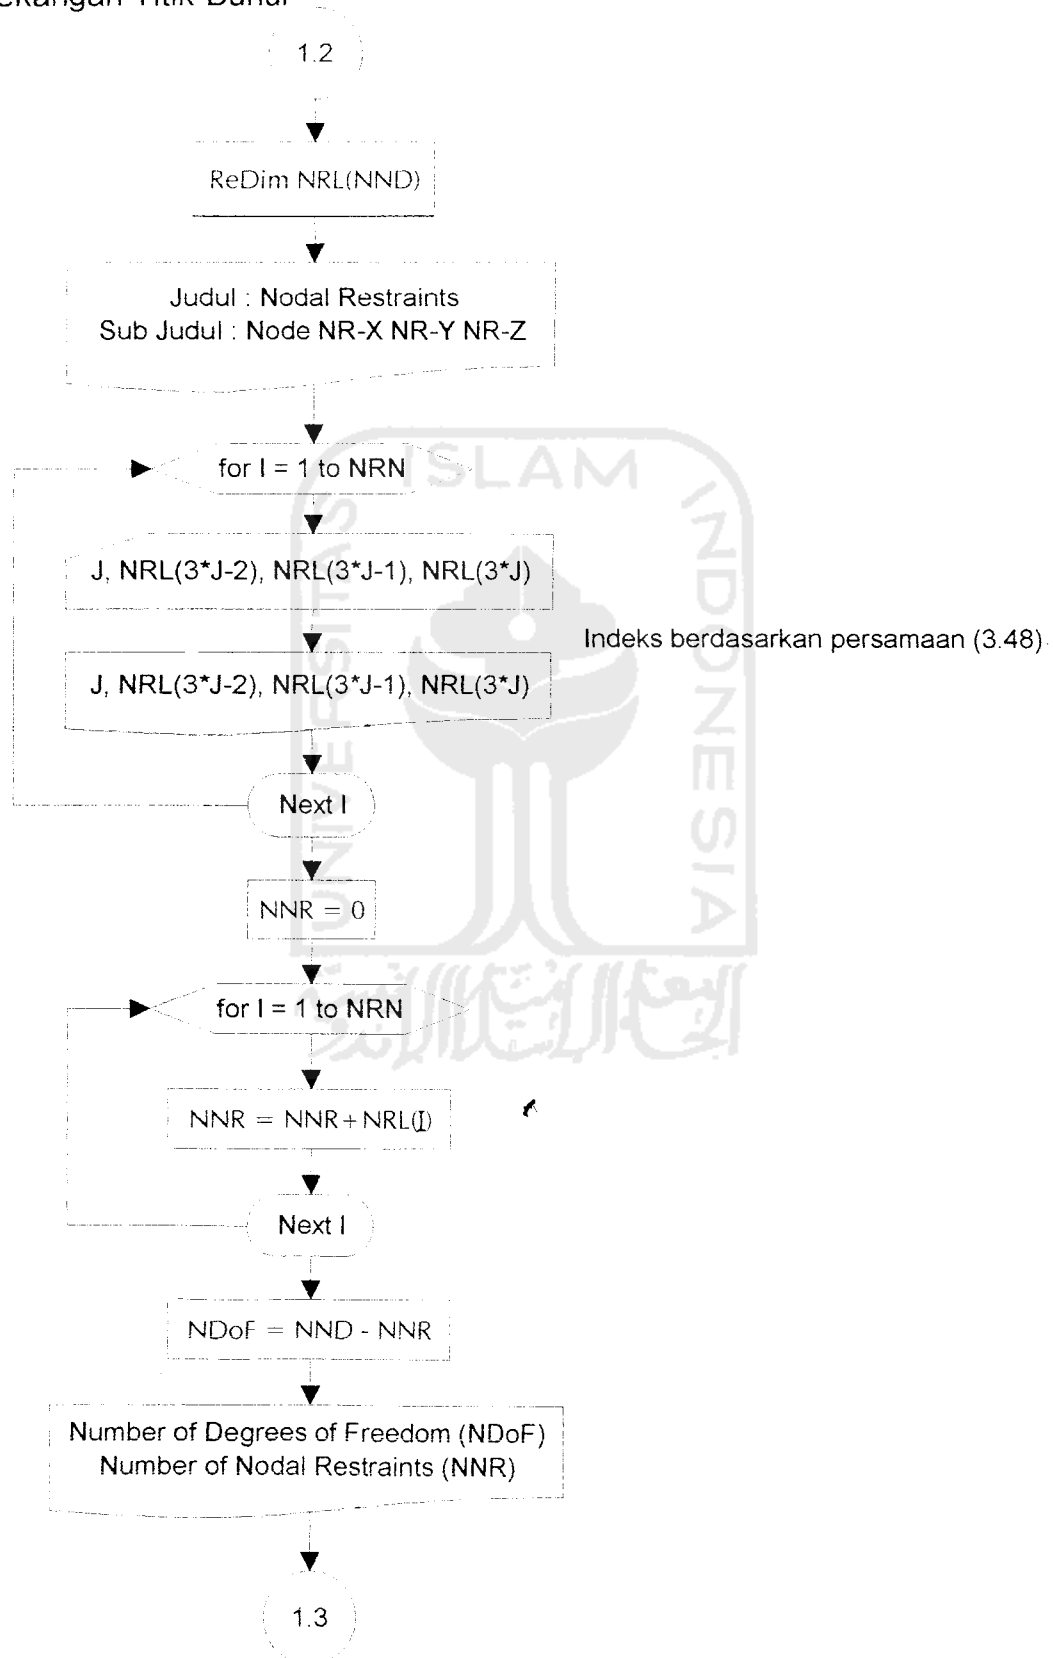 Titik Buhul
1.2
ReDim NRL(NND)
Judul : Nodal Restraints
Sub Judul : Node NR-X NR-Y NR-Z
for I = 1 to NRN
J, NRL(3*J-2), NRL(3*J-1), NRL(3*J)
Indeks berdasarkan persamaan (3.48)
J, NRL(3*J-2), NRL(3*J-1), NRL(3*J)
Next I
NNR = 0
for I = 1 to NRN
NNR = NNR+NRL(I)
Next I
NDoF = NND - NNR
Number of Degrees of Freedom (NDoF)
Number of Nodal Restraints (NNR)
1.3
UNIVERSITAS ISLAM INDONESIA